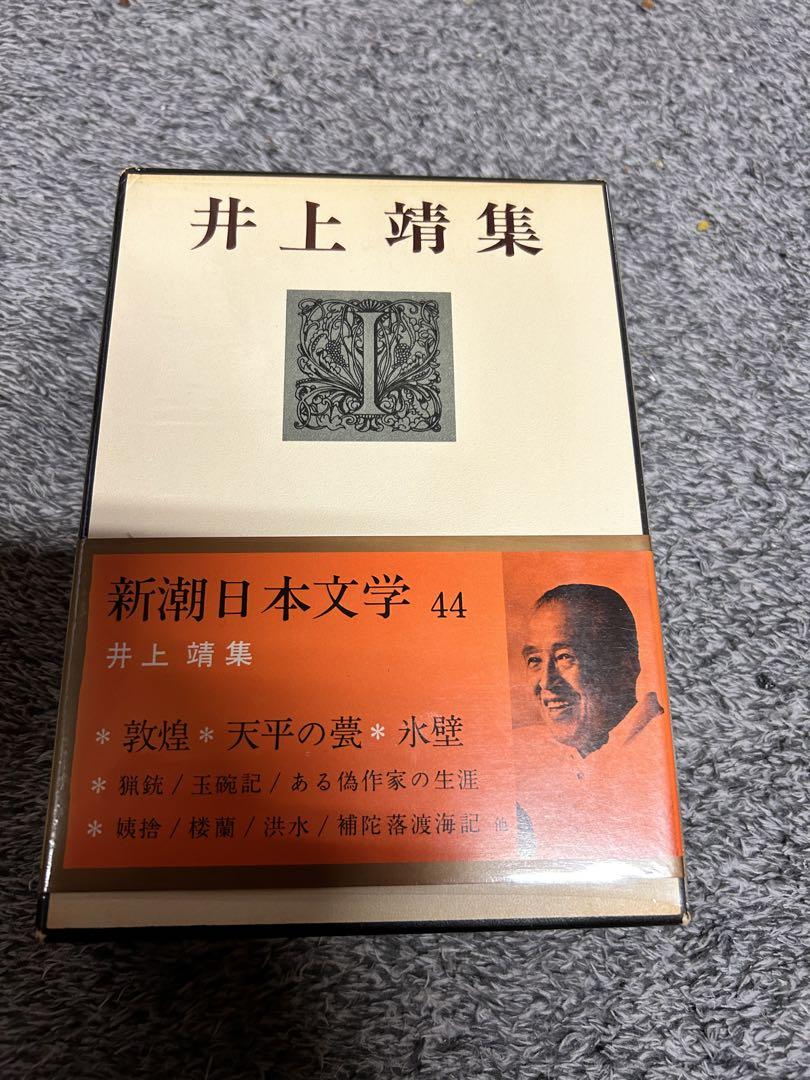 井上 靖集
I
新潮日本文学 44
井上 靖集
* 敦煌 * 天平の甍 * 氷壁
* 猟銃 / 玉碗記 / ある偽作家の生涯
* 姨捨 / 楼蘭 / 洪水 / 補陀落渡海記 他